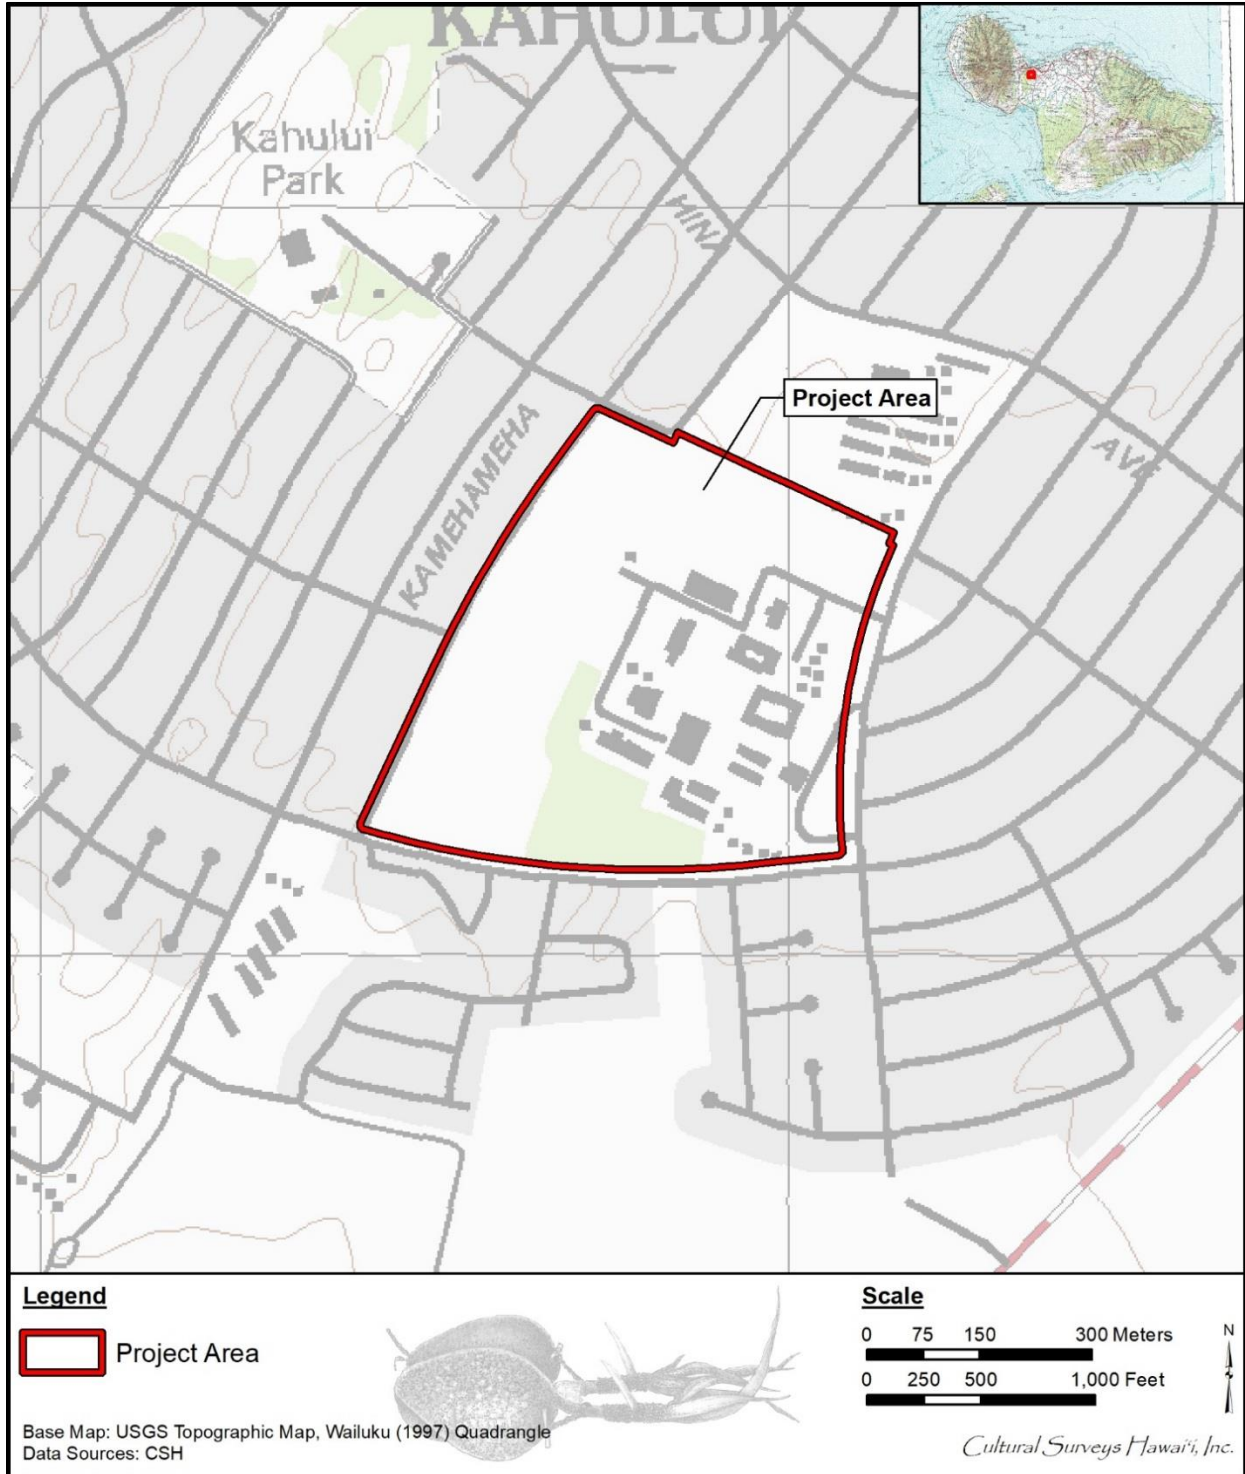 KAHULUI
Kahului
Park
HINA
Project Area
KAMEHAMEHA
AVE
Legend
Project Area
Scale
0 75 150 300 Meters
0 250 500 1,000 Feet
N
Base Map: USGS Topographic Map, Wailuku (1997) Quadrangle
Data Sources: CSH
Cultural Surveys Hawai‘i, Inc.